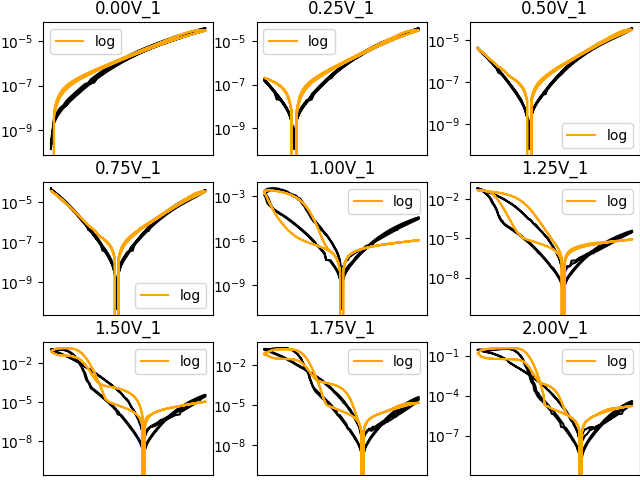 0.00V_1
0.25V_1
0.50V_1
10⁻⁵
10⁻⁷
10⁻⁹
log
10⁻⁵
10⁻⁷
10⁻⁹
log
10⁻⁵
10⁻⁷
10⁻⁹
log
0.75V_1
1.00V_1
1.25V_1
10⁻⁵
10⁻⁷
10⁻⁹
log
10⁻³
10⁻⁶
10⁻⁹
log
10⁻²
10⁻⁵
10⁻⁸
log
1.50V_1
1.75V_1
2.00V_1
10⁻²
10⁻⁵
10⁻⁸
log
10⁻²
10⁻⁵
10⁻⁸
log
10⁻¹
10⁻⁴
10⁻⁷
log